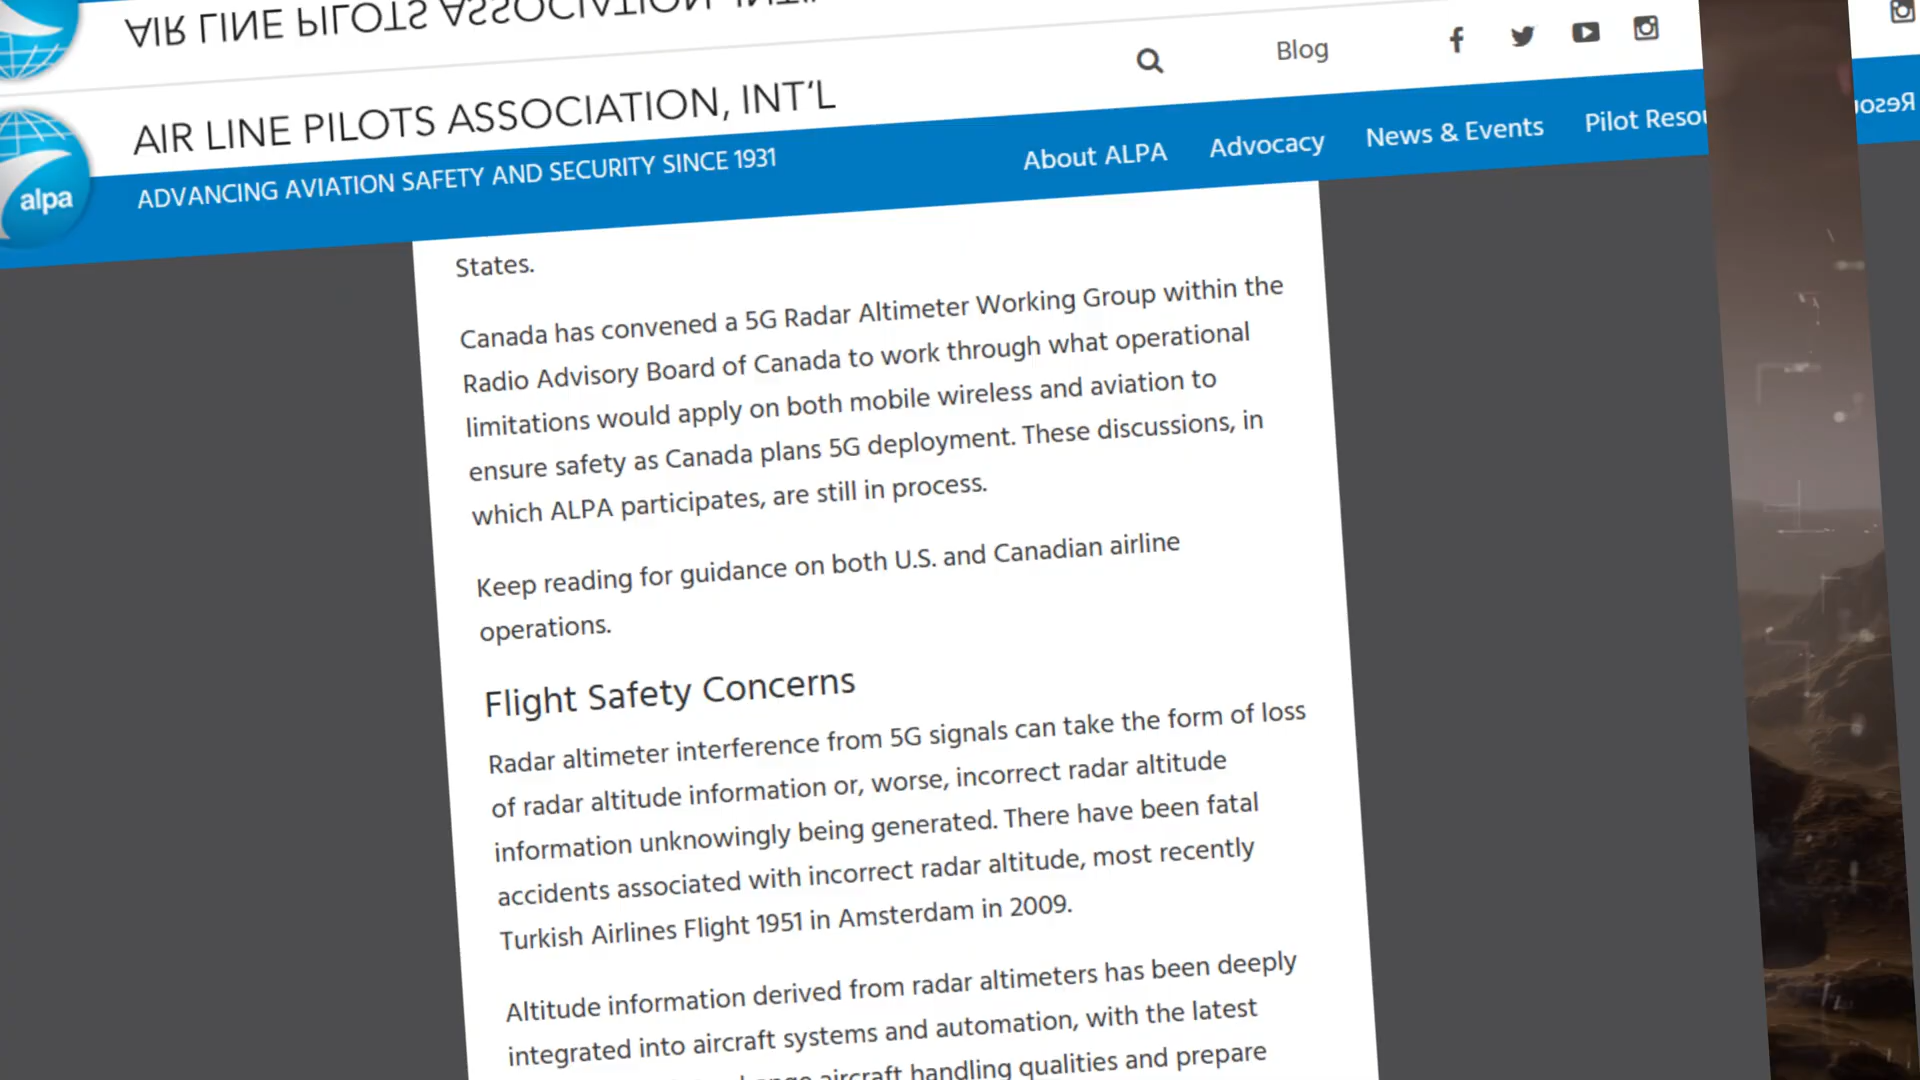 AIR LINE PILOTS ASSOCIATION, INT'L
Blog
AIR LINE PILOTS ASSOCIATION, INT'L
alpa
ADVANCING AVIATION SAFETY AND SECURITY SINCE 1931
About ALPA Advocacy News & Events Pilot Resou
States.
Canada has convened a 5G Radar Altimeter Working Group within the
Radio Advisory Board of Canada to work through what operational
limitations would apply on both mobile wireless and aviation to
ensure safety as Canada plans 5G deployment. These discussions, in
which ALPA participates, are still in process.
Keep reading for guidance on both U.S. and Canadian airline
operations.
Flight Safety Concerns
Radar altimeter interference from 5G signals can take the form of loss
of radar altitude information or, worse, incorrect radar altitude
information unknowingly being generated. There have been fatal
accidents associated with incorrect radar altitude, most recently
Turkish Airlines Flight 1951 in Amsterdam in 2009.
Altitude information derived from radar altimeters has been deeply
integrated into aircraft systems and automation, with the latest
aircraft handling qualities and prepare